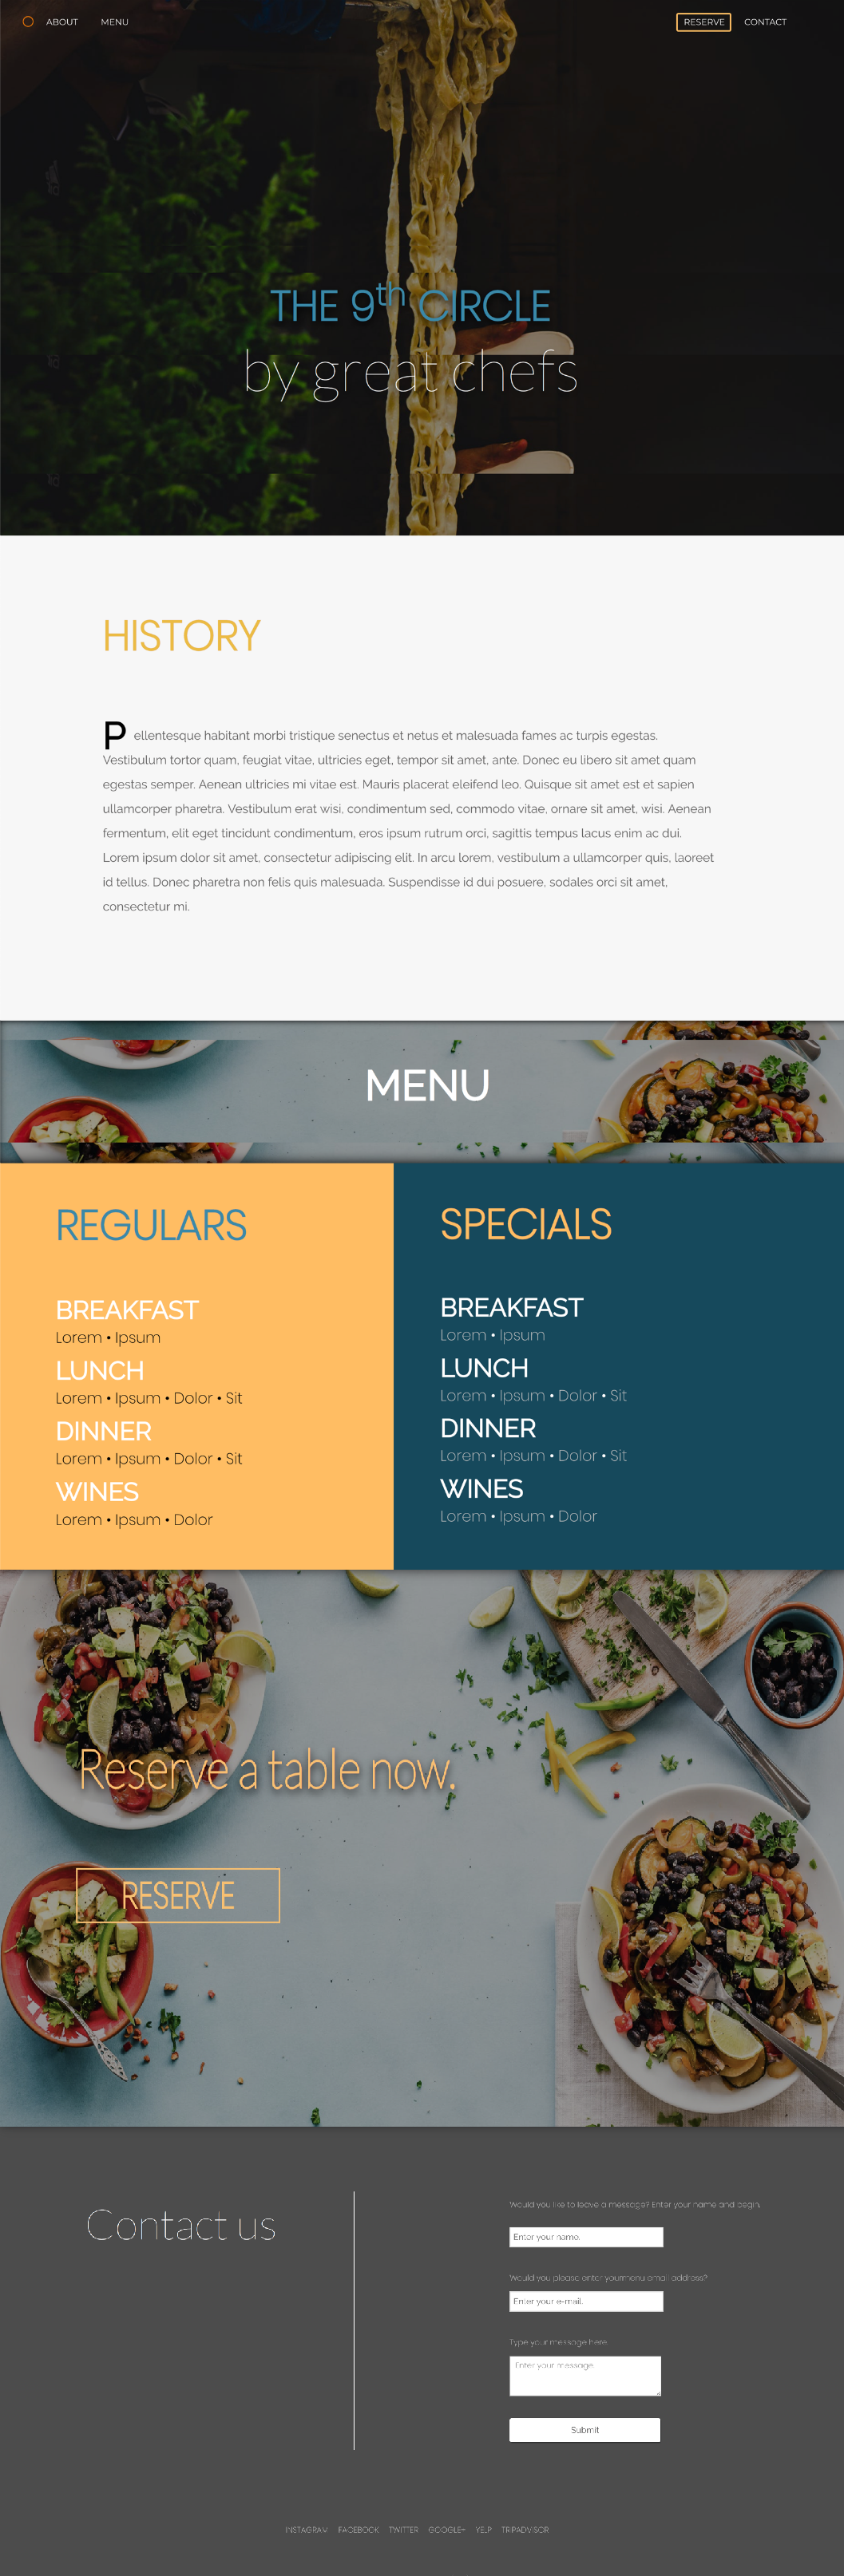 ABOUT MENU RESERVE CONTACT
THE 9th CIRCLE
by great chefs
HISTORY
Pellentesque habitant morbi tristique senectus et netus et malesuada fames ac turpis egestas.
Vestibulum tortor quam, feugiat vitae, ultricies eget, tempor sit amet, ante. Donec eu libero sit amet quam
egestas semper. Aenean ultricies mi vitae est. Mauris placerat eleifend leo. Quisque sit amet est et sapien
ullamcorper pharetra. Vestibulum erat wisi, condimentum sed, commodo vitae, ornare sit amet, wisi. Aenean
fermentum, elit eget tincidunt condimentum, eros ipsum rutrum orci, sagittis tempus lacus enim ac dui.
Lorem ipsum dolor sit amet, consectetur adipiscing elit. In arcu lorem, vestibulum a ullamcorper quis, laoreet
id tellus. Donec pharetra non felis quis malesuada. Suspendisse id dui posuere, sodales orci sit amet,
consectetur mi.
MENU
REGULARS
BREAKFAST
Lorem • Ipsum
LUNCH
Lorem • Ipsum • Dolor • Sit
DINNER
Lorem • Ipsum • Dolor • Sit
WINES
Lorem • Ipsum • Dolor
SPECIALS
BREAKFAST
Lorem • Ipsum
LUNCH
Lorem • Ipsum • Dolor • Sit
DINNER
Lorem • Ipsum • Dolor • Sit
WINES
Lorem • Ipsum • Dolor
Reserve a table now.
RESERVE
Contact us
Would you like to leave a message? Enter your name and begin.
Enter your name.
Would you please enter yourmenu email address?
Enter your e-mail.
Type your message here.
Enter your message
Submit
INSTAGRAM FACEBOOK TWITTER GOOGLE+ YELP TRIPADVISOR